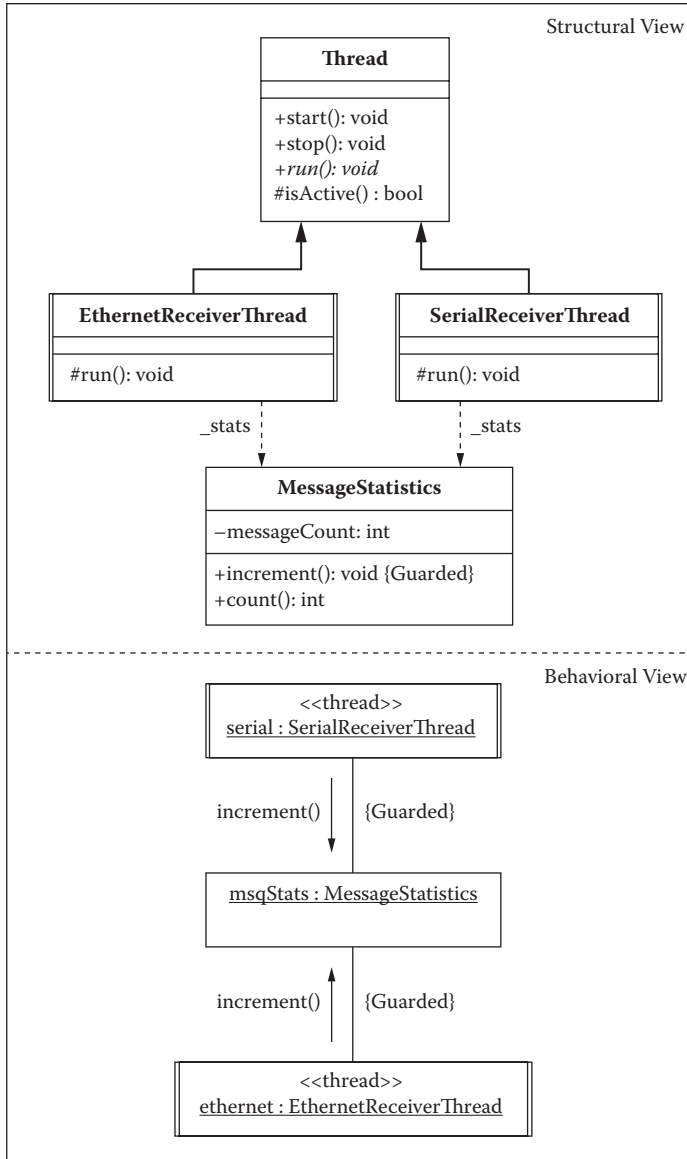 Structural View
Thread
+start(): void
+stop(): void
+run(): void
#isActive() : bool
EthernetReceiverThread
#run(): void
SerialReceiverThread
#run(): void
_stats
_stats
MessageStatistics
–messageCount: int
+increment(): void {Guarded}
+count(): int
Behavioral View
<<thread>>
serial : SerialReceiverThread
increment()
{Guarded}
msqStats : MessageStatistics
increment()
{Guarded}
<<thread>>
ethernet : EthernetReceiverThread